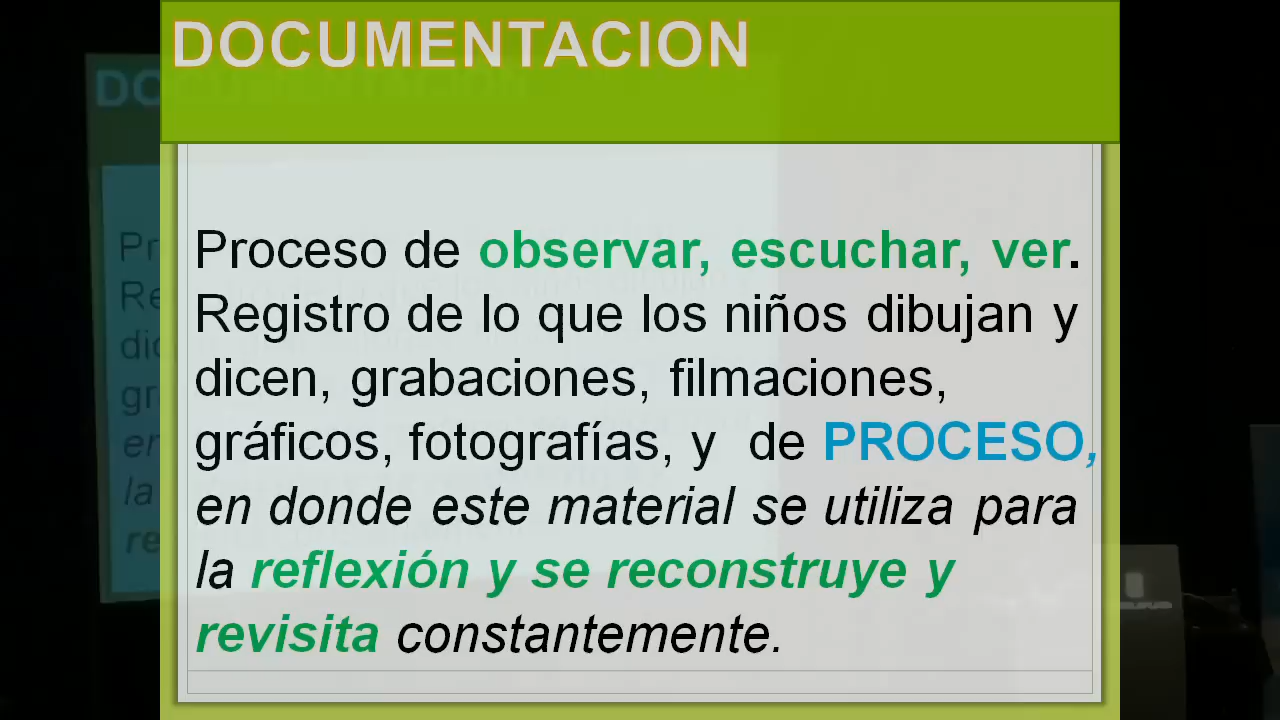 DOCUMENTACION
Proceso de observar, escuchar, ver.
Registro de lo que los niños dibujan y
dicen, grabaciones, filmaciones,
gráficos, fotografías, y de PROCESO,
en donde este material se utiliza para
la reflexión y se reconstruye y
revisita constantemente.